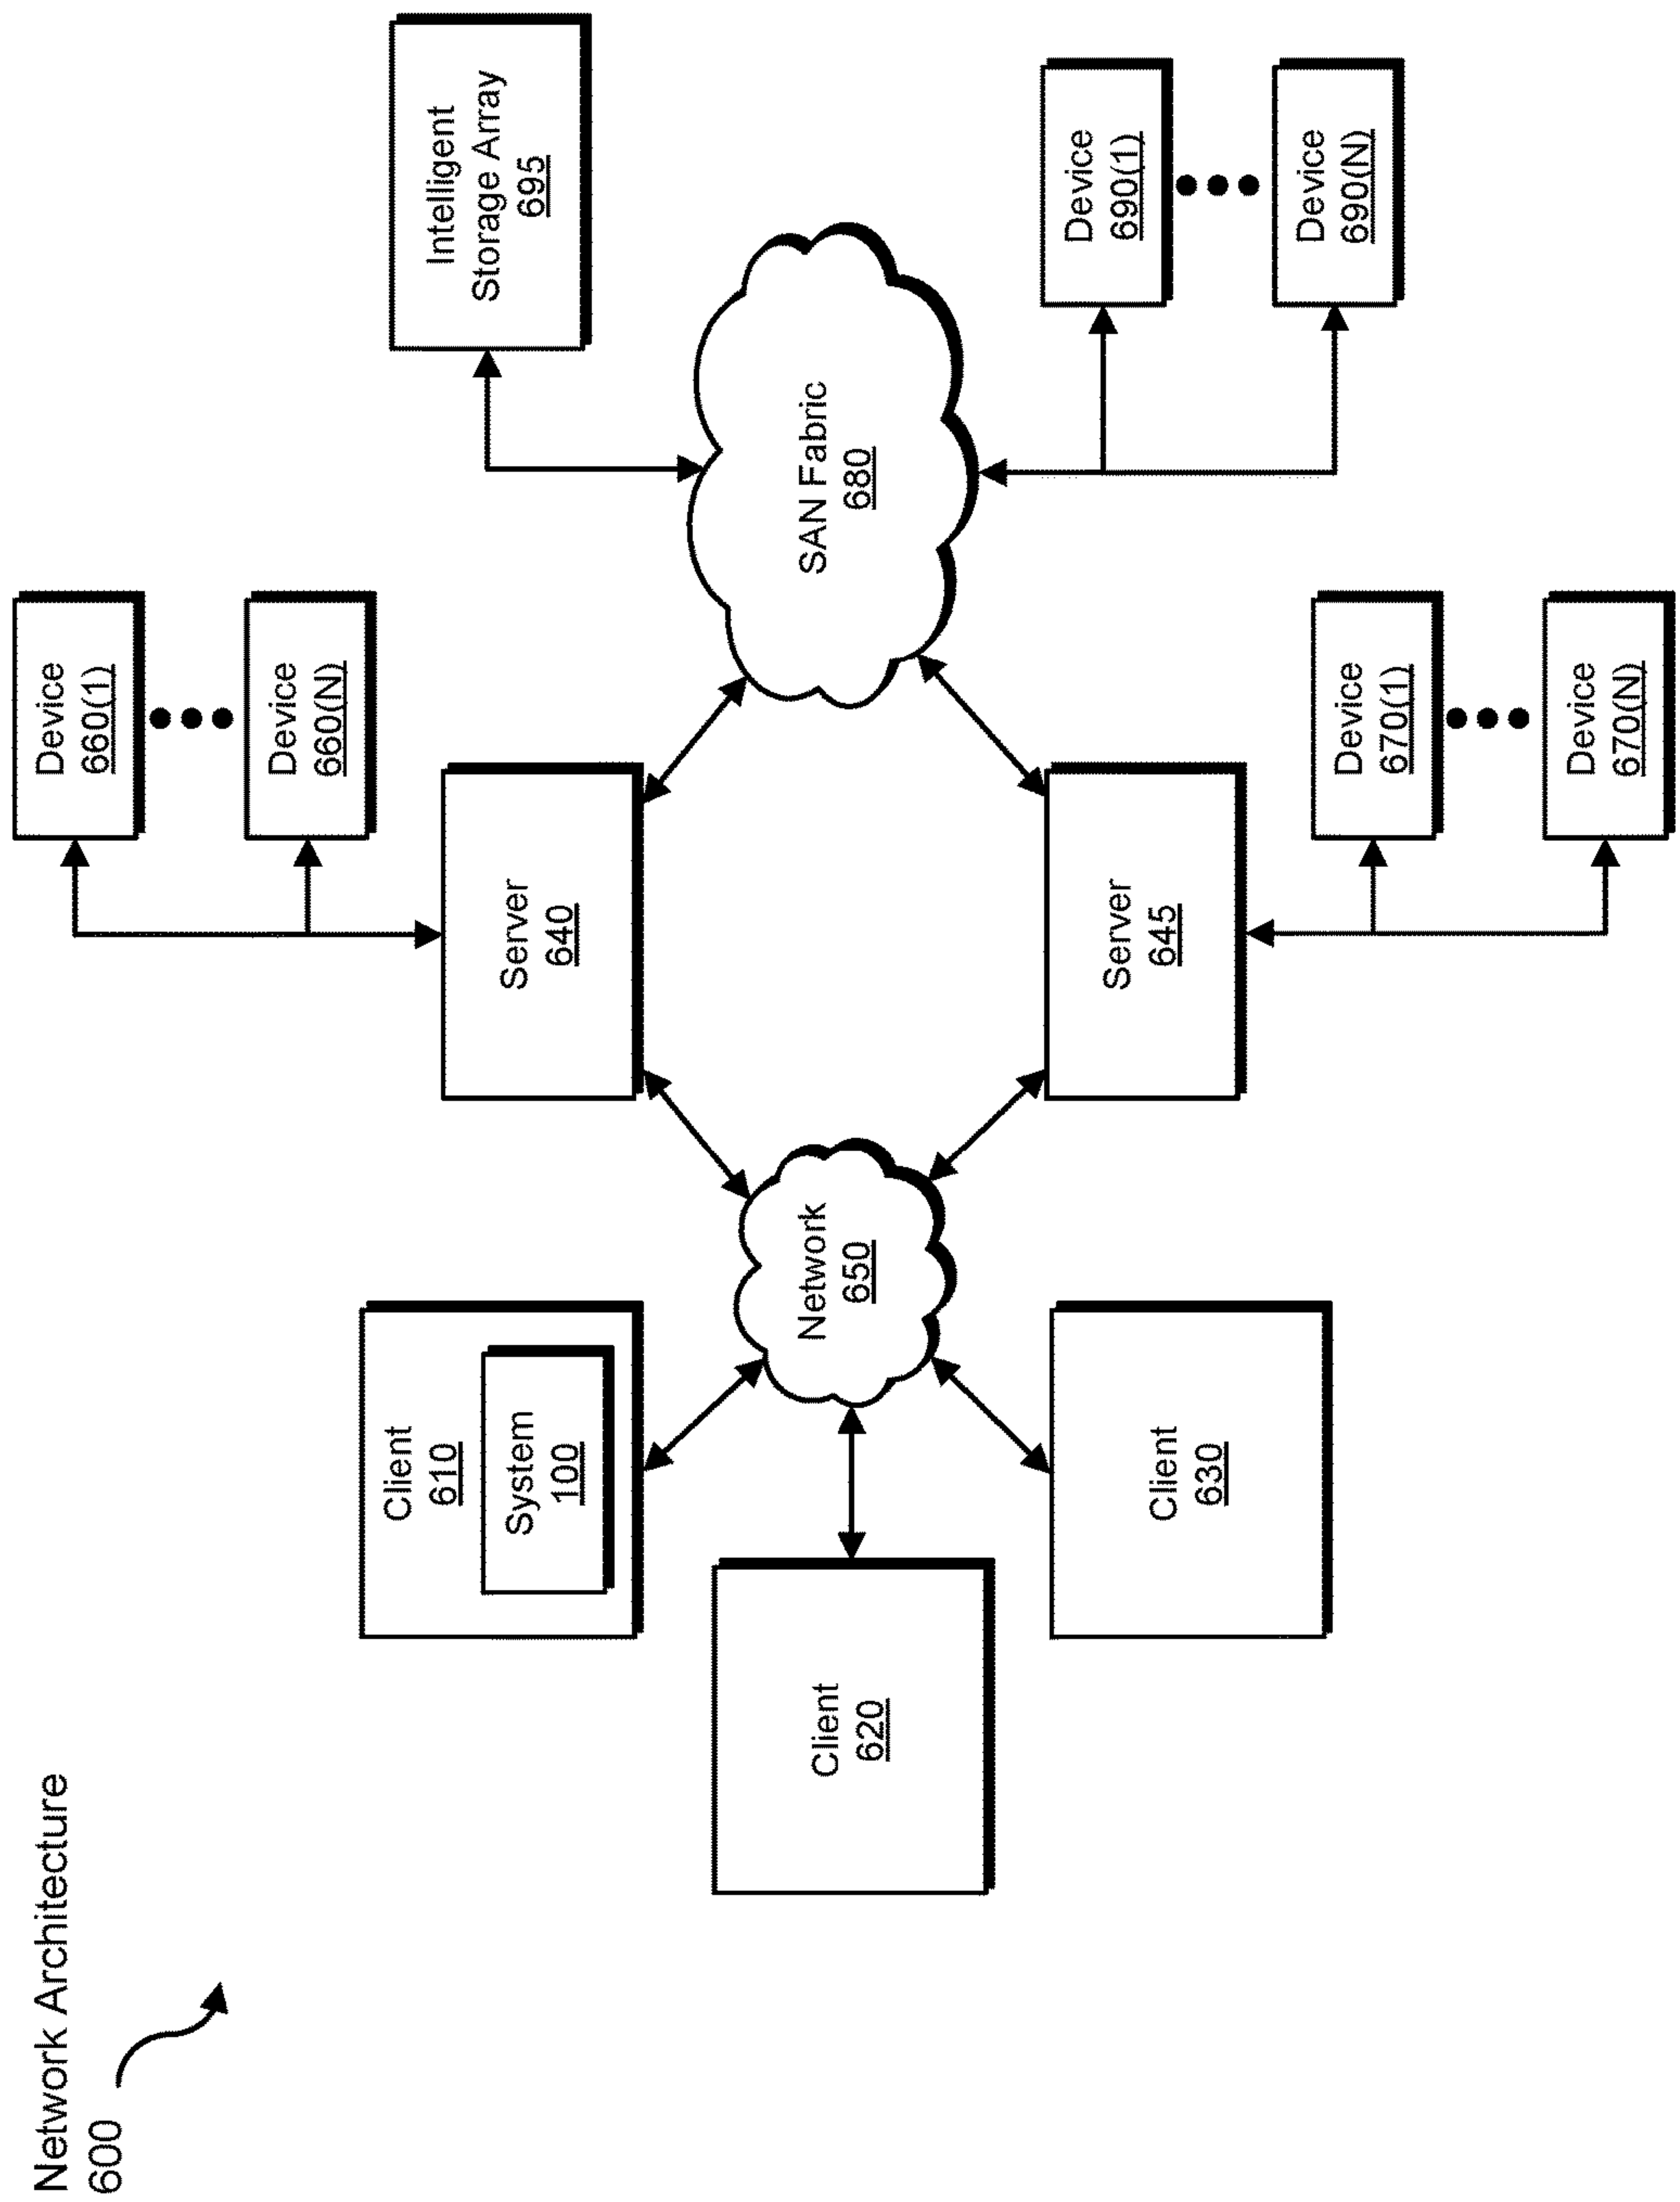 Network Architecture
600
Client
610
System
100
Client
620
Client
630
Network
650
Server
640
Server
645
Device
660(1)
Device
660(N)
Device
670(1)
Device
670(N)
SAN Fabric
680
Intelligent
Storage Array
695
Device
690(1)
Device
690(N)